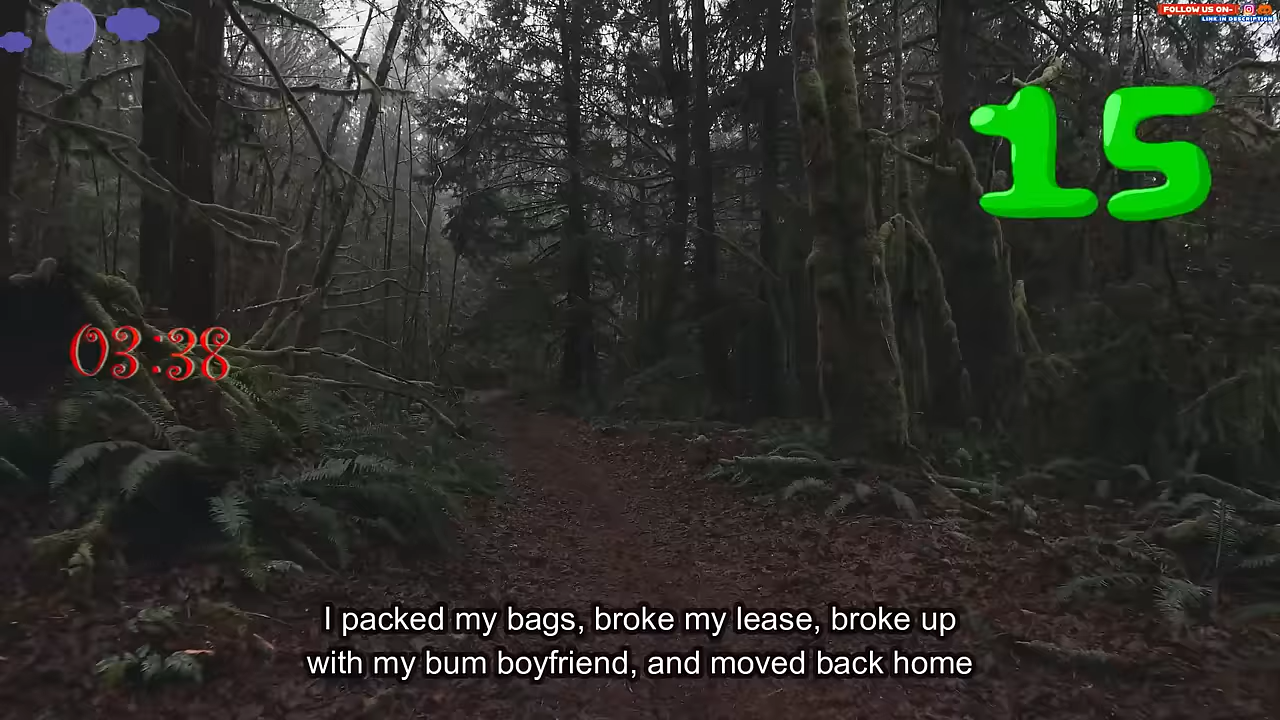 FOLLOW US ON-
LINK IN DESCRIPTION
15
03:38
I packed my bags, broke my lease, broke up
with my bum boyfriend, and moved back home